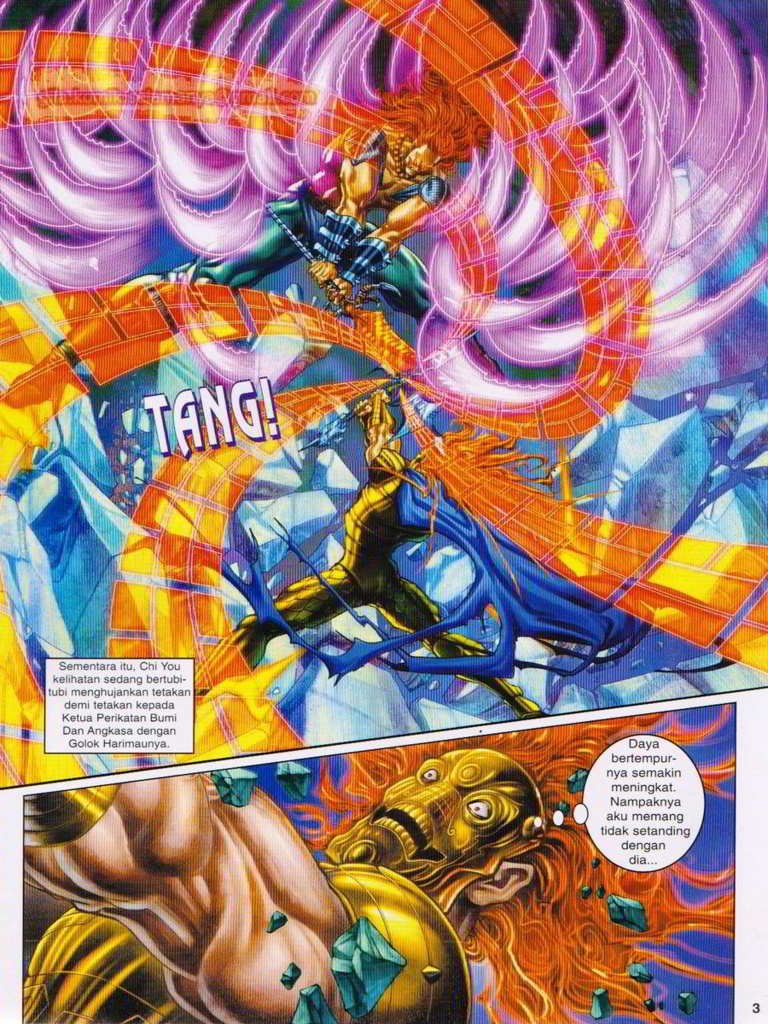 TANG!
Sementara itu, Chi You
kelihatan sedang bertubi-
tubi menghujankan tetakan
demi tetakan kepada
Ketua Perikatan Bumi
Dan Angkasa dengan
Golok Harimaunya.
Daya
bertempur-
nya semakin
meningkat.
Nampaknya
aku memang
tidak setanding
dengan
dia...
3